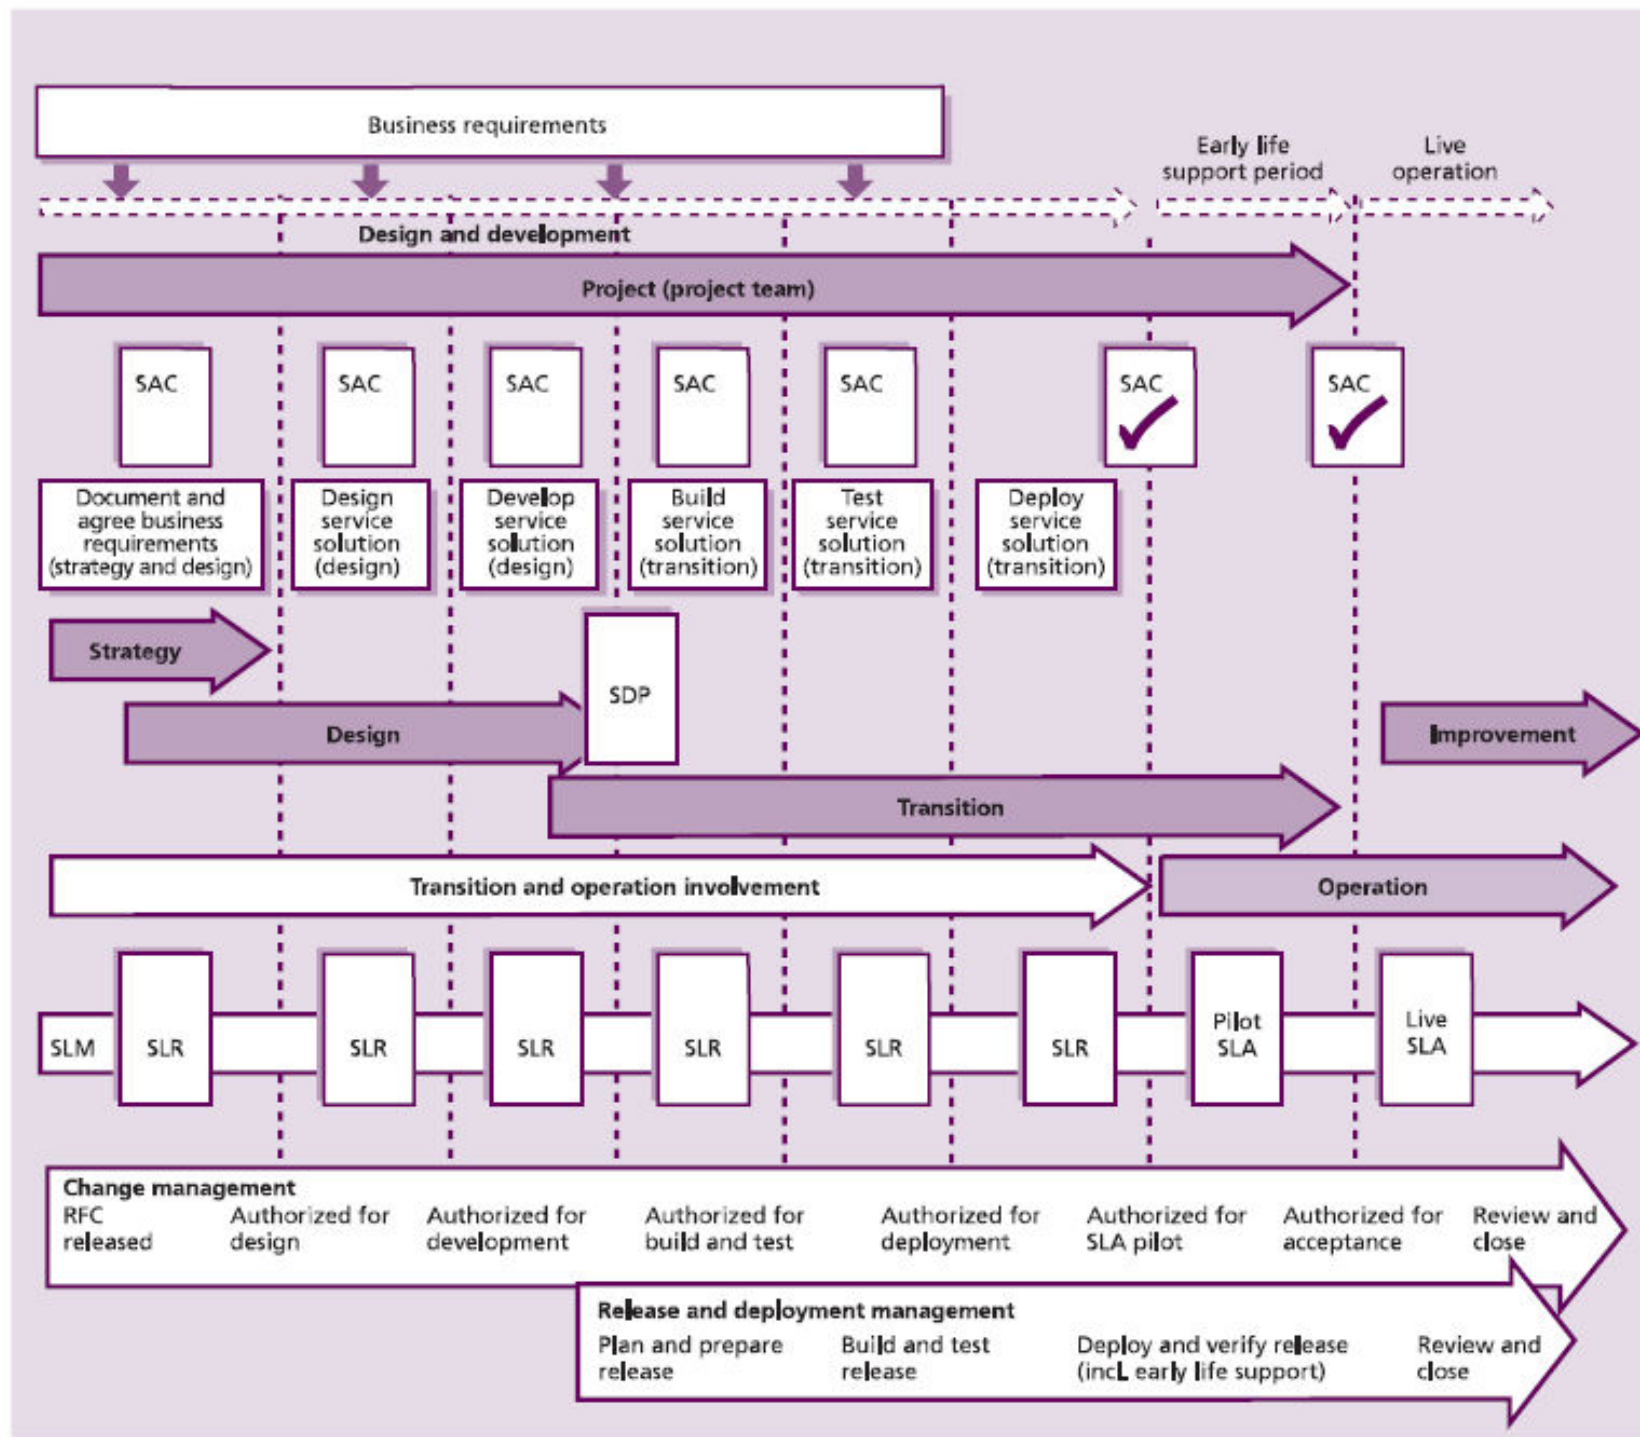 Business requirements
Early life
support period
Live
operation
Design and development
Project (project team)
SAC
SAC
SAC
SAC
SAC
SAC
SAC
Document and
agree business
requirements
(strategy and design)
Design
service
solution
(design)
Develop
service
solution
(design)
Build
service
solution
(transition)
Test
service
solution
(transition)
Deploy
service
solution
(transition)
Strategy
SDP
Design
Improvement
Transition
Transition and operation involvement
Operation
SLM
SLR
SLR
SLR
SLR
SLR
SLR
Pilot
SLA
Live
SLA
Change management
RFC
released
Authorized for
design
Authorized for
development
Authorized for
build and test
Authorized for
deployment
Authorized for
SLA pilot
Authorized for
acceptance
Review and
close
Release and deployment management
Plan and prepare
release
Build and test
release
Deploy and verify release
(incl. early life support)
Review and
close